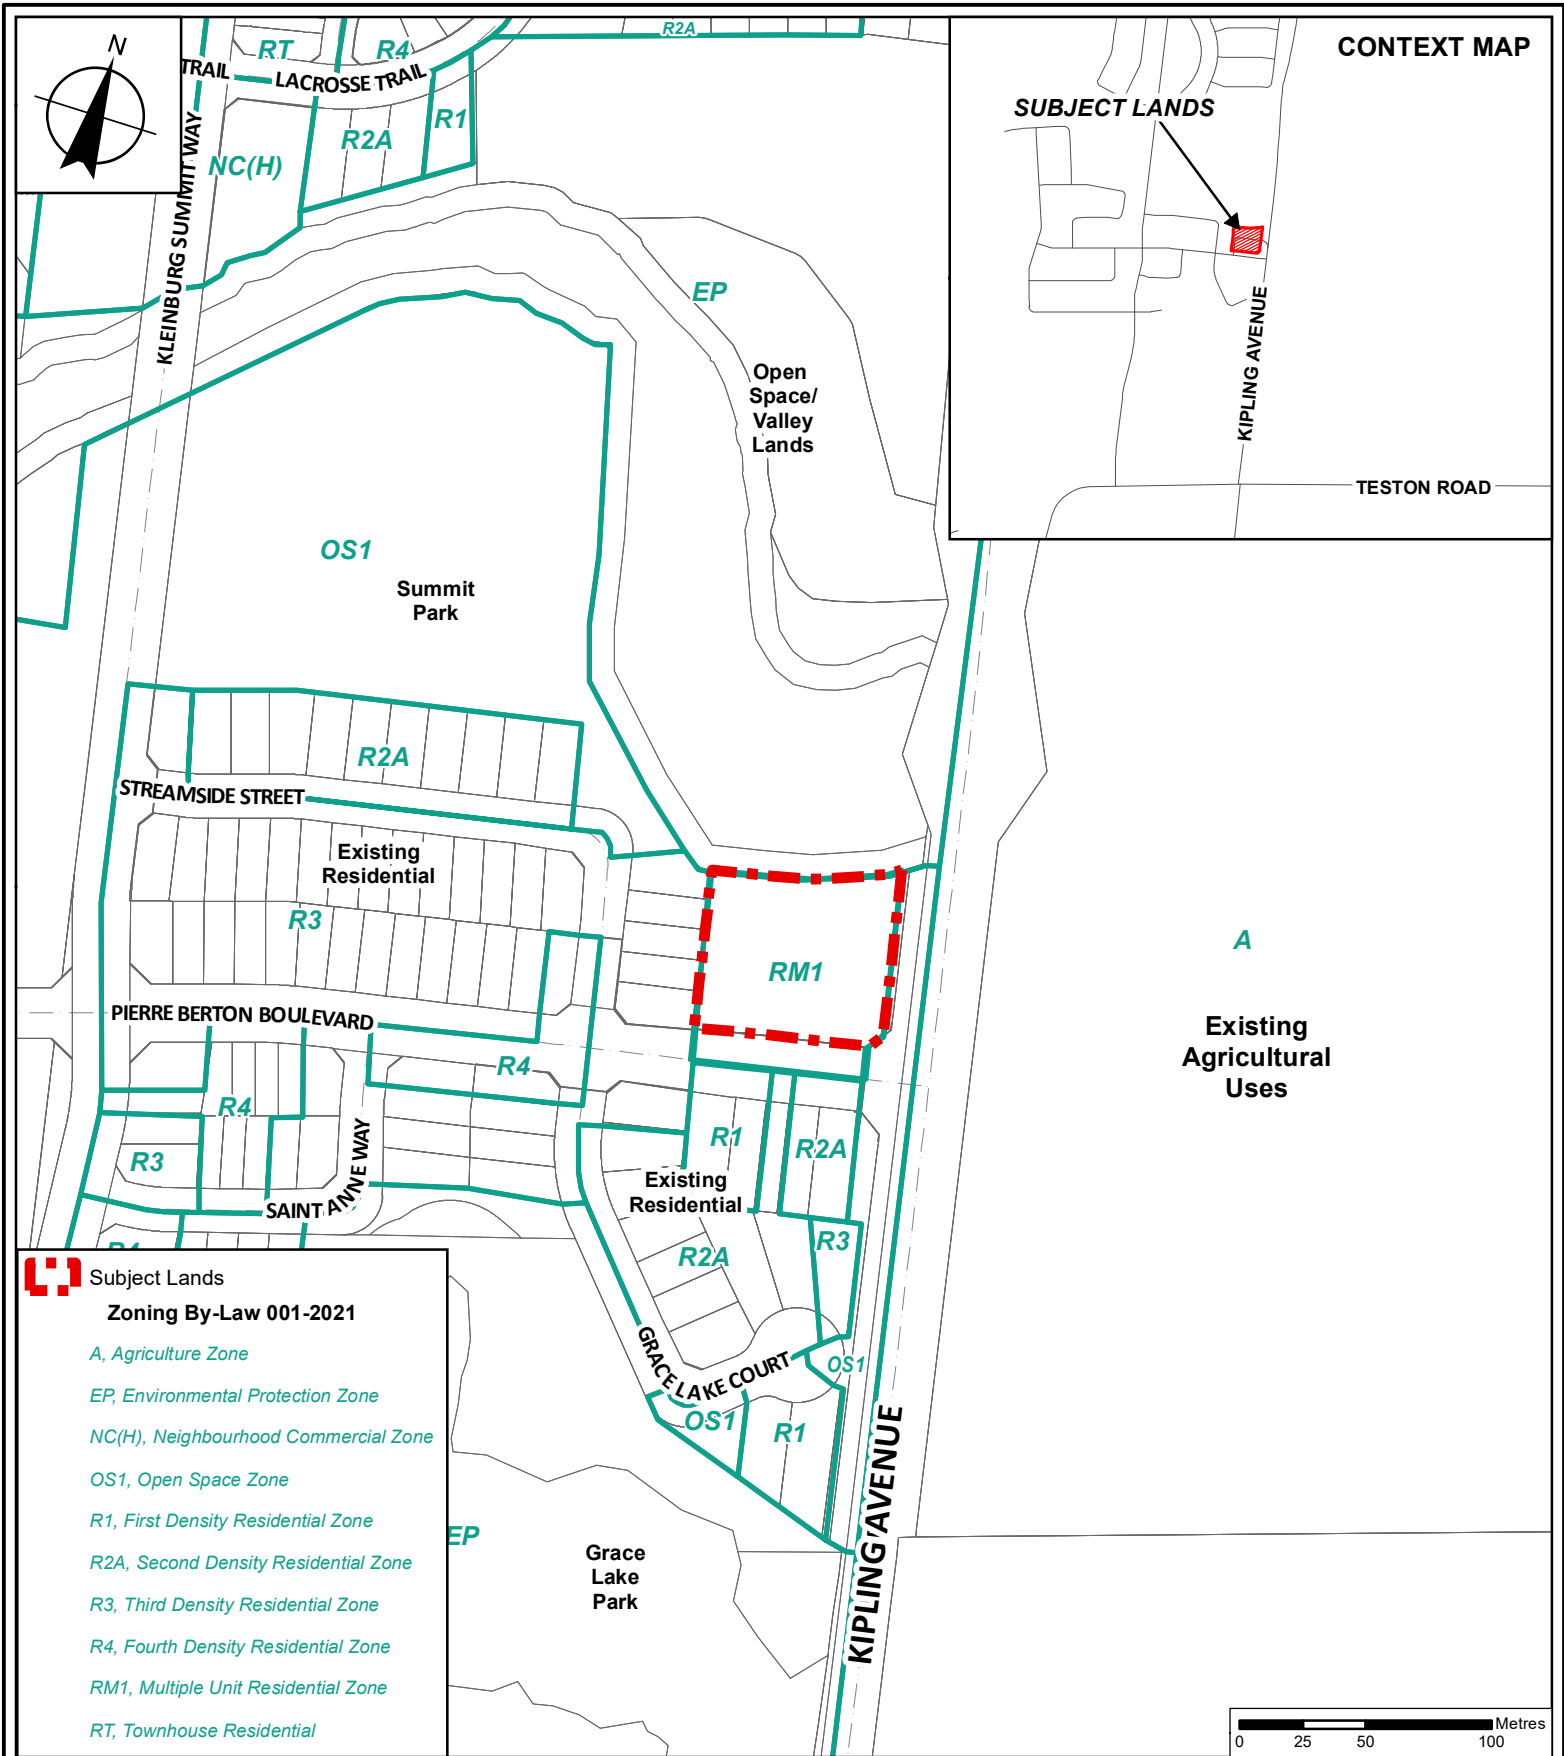 N
RT
R4
R2A
TRAIL
LACROSSE TRAIL
R1
R2A
NC(H)
KLEINBURG SUMMIT WAY
CONTEXT MAP
SUBJECT LANDS
KIPLING AVENUE
TESTON ROAD
EP
Open
Space/
Valley
Lands
OS1
Summit
Park
R2A
STREAMSIDE STREET
Existing
Residential
R3
RM1
A
Existing
Agricultural
Uses
PIERRE BERTON BOULEVARD
R4
R4
R3
SAINT ANNE WAY
R1
R2A
Existing
Residential
R2A
R3
R4
GRACE LAKE COURT
OS1
OS1
R1
KIPLING AVENUE
EP
Grace
Lake
Park
Subject Lands
Zoning By-Law 001-2021
A, Agriculture Zone
EP, Environmental Protection Zone
NC(H), Neighbourhood Commercial Zone
OS1, Open Space Zone
R1, First Density Residential Zone
R2A, Second Density Residential Zone
R3, Third Density Residential Zone
R4, Fourth Density Residential Zone
RM1, Multiple Unit Residential Zone
RT, Townhouse Residential
Metres
0 25 50 100